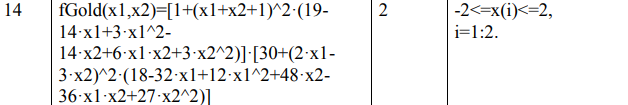 14 fGold(x1,x2)=[1+(x1+x2+1)^2·(19- 2 -2<=x(i)<=2,
14·x1+3·x1^2- i=1:2.
14·x2+6·x1·x2+3·x2^2)]·[30+(2·x1-
3·x2)^2·(18-32·x1+12·x1^2+48·x2-
36·x1·x2+27·x2^2)]